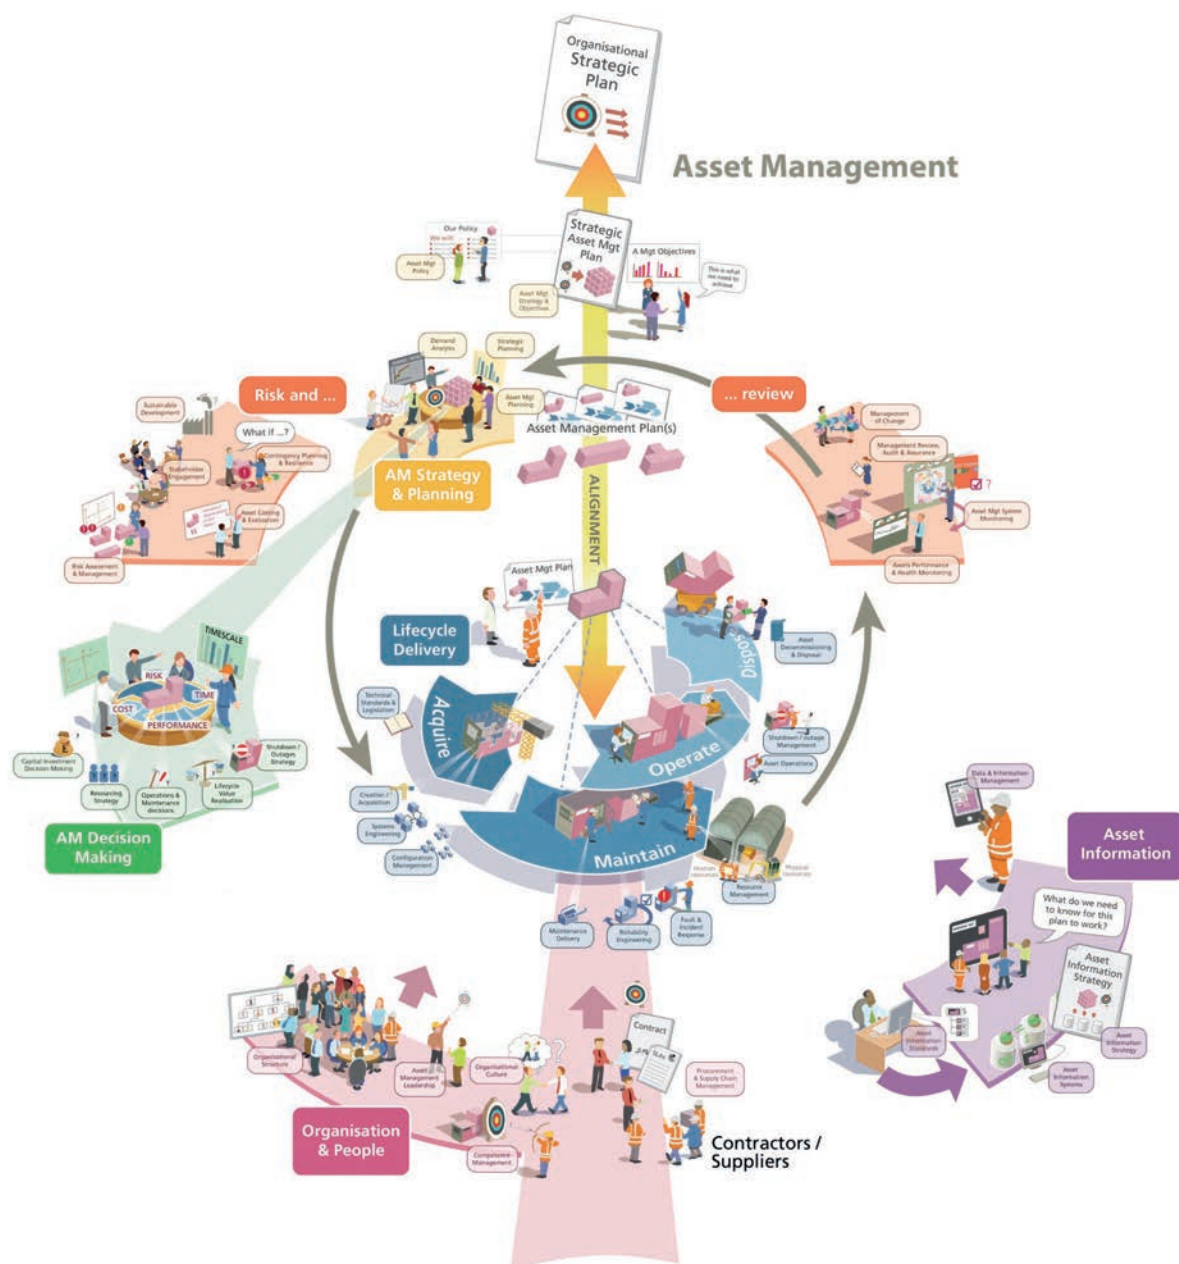 Organisational
Strategic
Plan
Asset Management
Our Policy
We will:
Asset Mgt
Policy
Strategic
Asset Mgt
Plan
Asset Mgt
Strategy &
Objectives
A Mgt Objectives
This is what
we need to
achieve
Demand
Analysis
Strategic
Planning
Asset Mgt
Planning
Asset Management Plan(s)
AM Strategy
& Planning
Risk and ...
... review
Sustainable
Development
?
What if ...?
Contingency Planning
& Resilience
Stakeholder
Engagement
Asset Costing
& Evaluation
Risk Assessment
& Management
Management
of Change
Management Review,
Audit & Assurance
?
Asset Mgt System
Monitoring
Assets Performance
& Health Monitoring
ALIGNMENT
Asset Mgt Plan
Lifecycle
Delivery
Dispose
Asset
Decommissioning
& Disposal
Technical
Standards &
Legislation
Acquire
Operate
Shutdown / Outage
Management
Asset Operations
Creation /
Acquisition
Systems
Engineering
Configuration
Management
Maintain
Human
resources
Physical
resources
Resource
Management
Maintenance
Delivery
Reliability
Engineering
Fault &
Incident
Response
TIMESCALE
RISK
TIME
COST
PERFORMANCE
Capital Investment
Decision-Making
Resourcing
Strategy
Operations &
Maintenance
decisions.
Lifecycle
Value
Realisation
Shutdown /
Outages
Strategy
AM Decision
Making
Data & Information
Management
Asset
Information
What do we need
to know for this
plan to work?
Asset
Information
Strategy
Asset
Information
Standards
Asset
Information
Strategy
Asset
Information
Systems
Organisational
Structure
Asset
Management
Leadership
Organisational
Culture
?
Contract
SLAs
Procurement
& Supply Chain
Management
Organisation
& People
Competence
Management
Contractors /
Suppliers